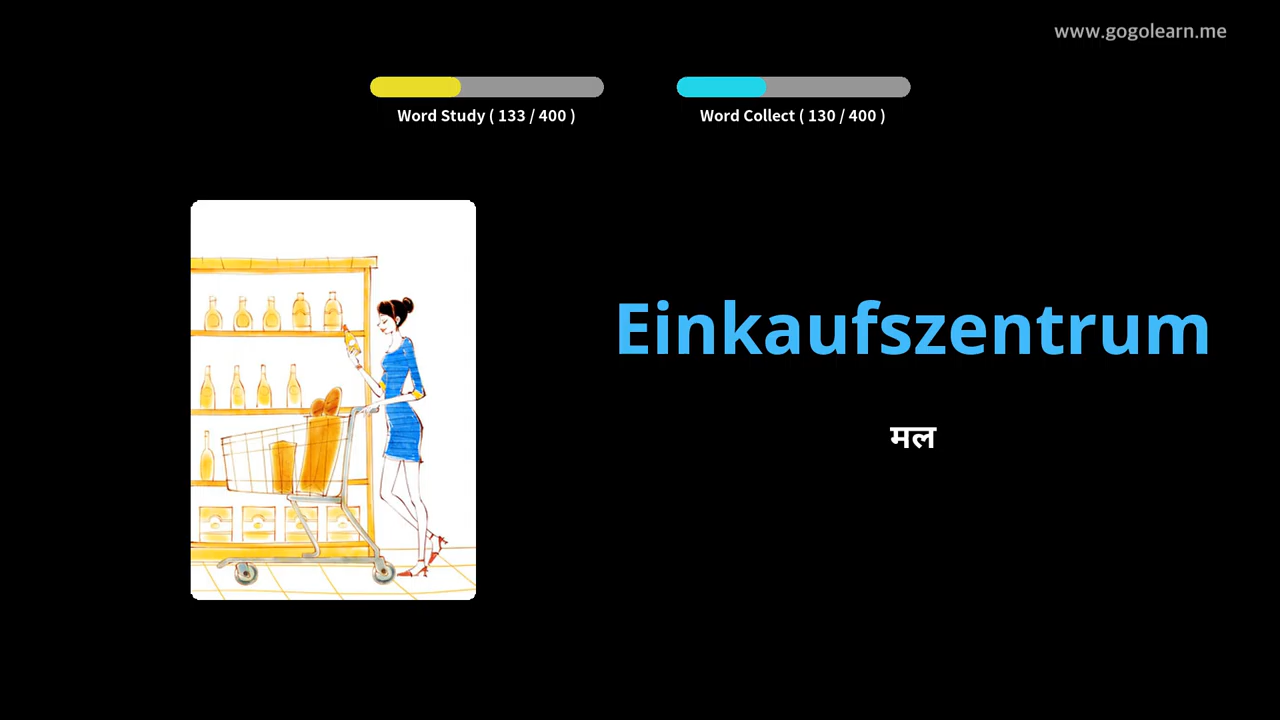 www.gogolearn.me
Word Study ( 133 / 400 )
Word Collect ( 130 / 400 )
Einkaufszentrum
मल